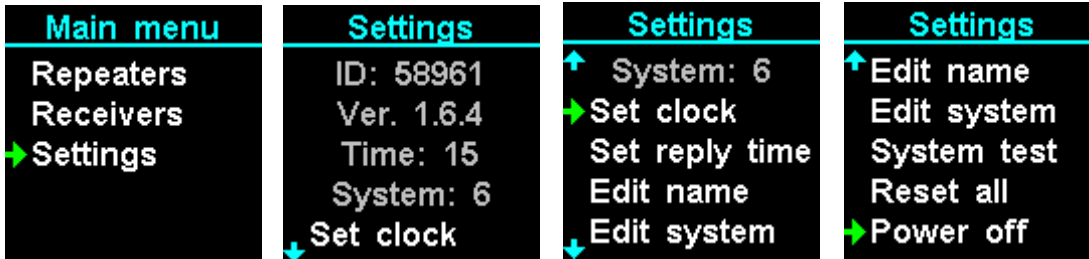 Main menu
Repeaters
Receivers
Settings
Settings
ID: 58961
Ver. 1.6.4
Time: 15
System: 6
Set clock
Settings
System: 6
Set clock
Set reply time
Edit name
Edit system
Settings
Edit name
Edit system
System test
Reset all
Power off